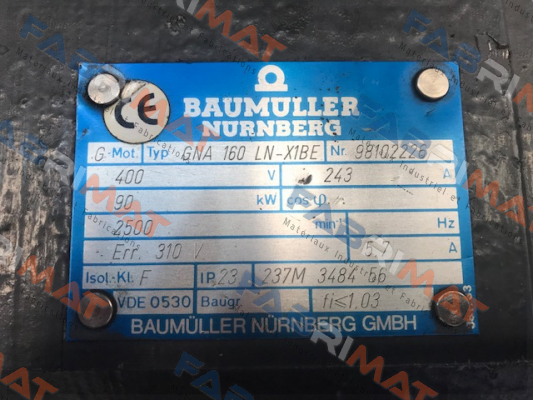 BAUMÜLLER
NÜRNBERG
CE
G-Mot. Typ GNA 160 LN-X1BE Nr. 98102226
400 V 243 A
90 kW cos φ
2500 min⁻¹ Hz
Err. 310 V 5.7 A
Isol-Kl. F IP 23 237M 3484 66
VDE 0530 Baugr. fi≤1.03
BAUMÜLLER NÜRNBERG GMBH
FABRIMAT